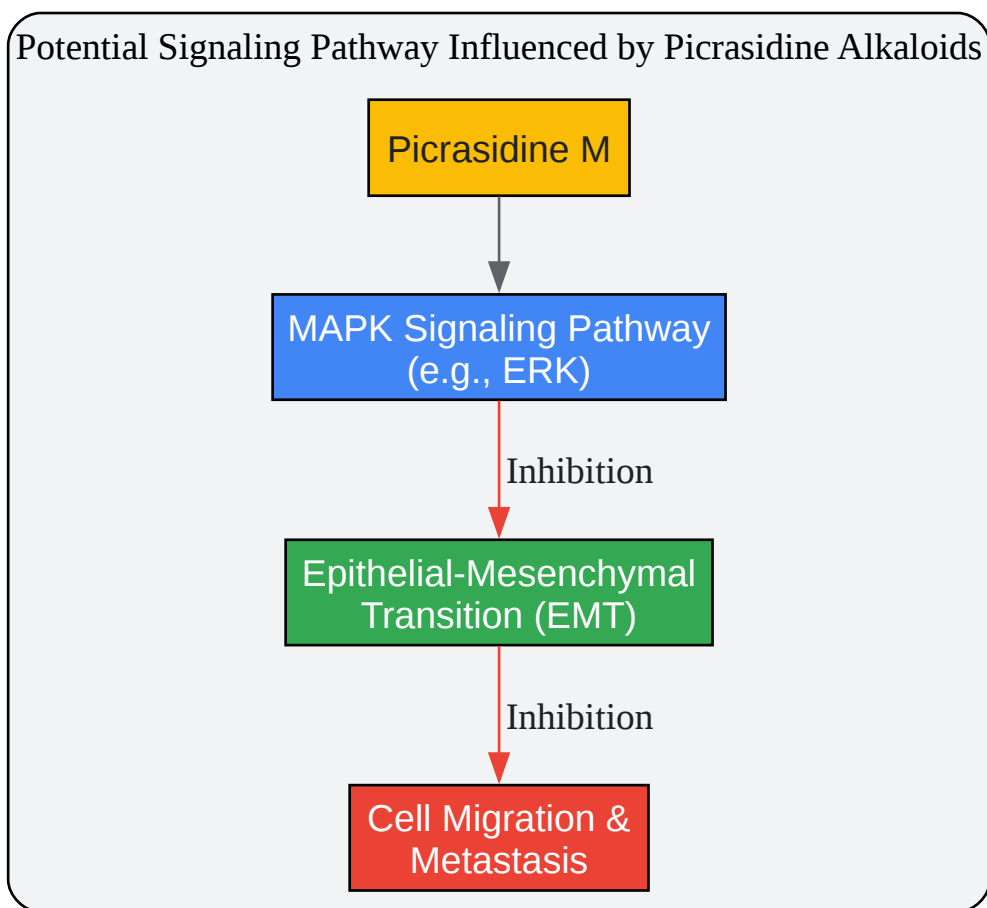 Potential Signaling Pathway Influenced by Picrasidine Alkaloids
Picrasidine M
MAPK Signaling Pathway
(e.g., ERK)
Inhibition
Epithelial-Mesenchymal
Transition (EMT)
Inhibition
Cell Migration &
Metastasis